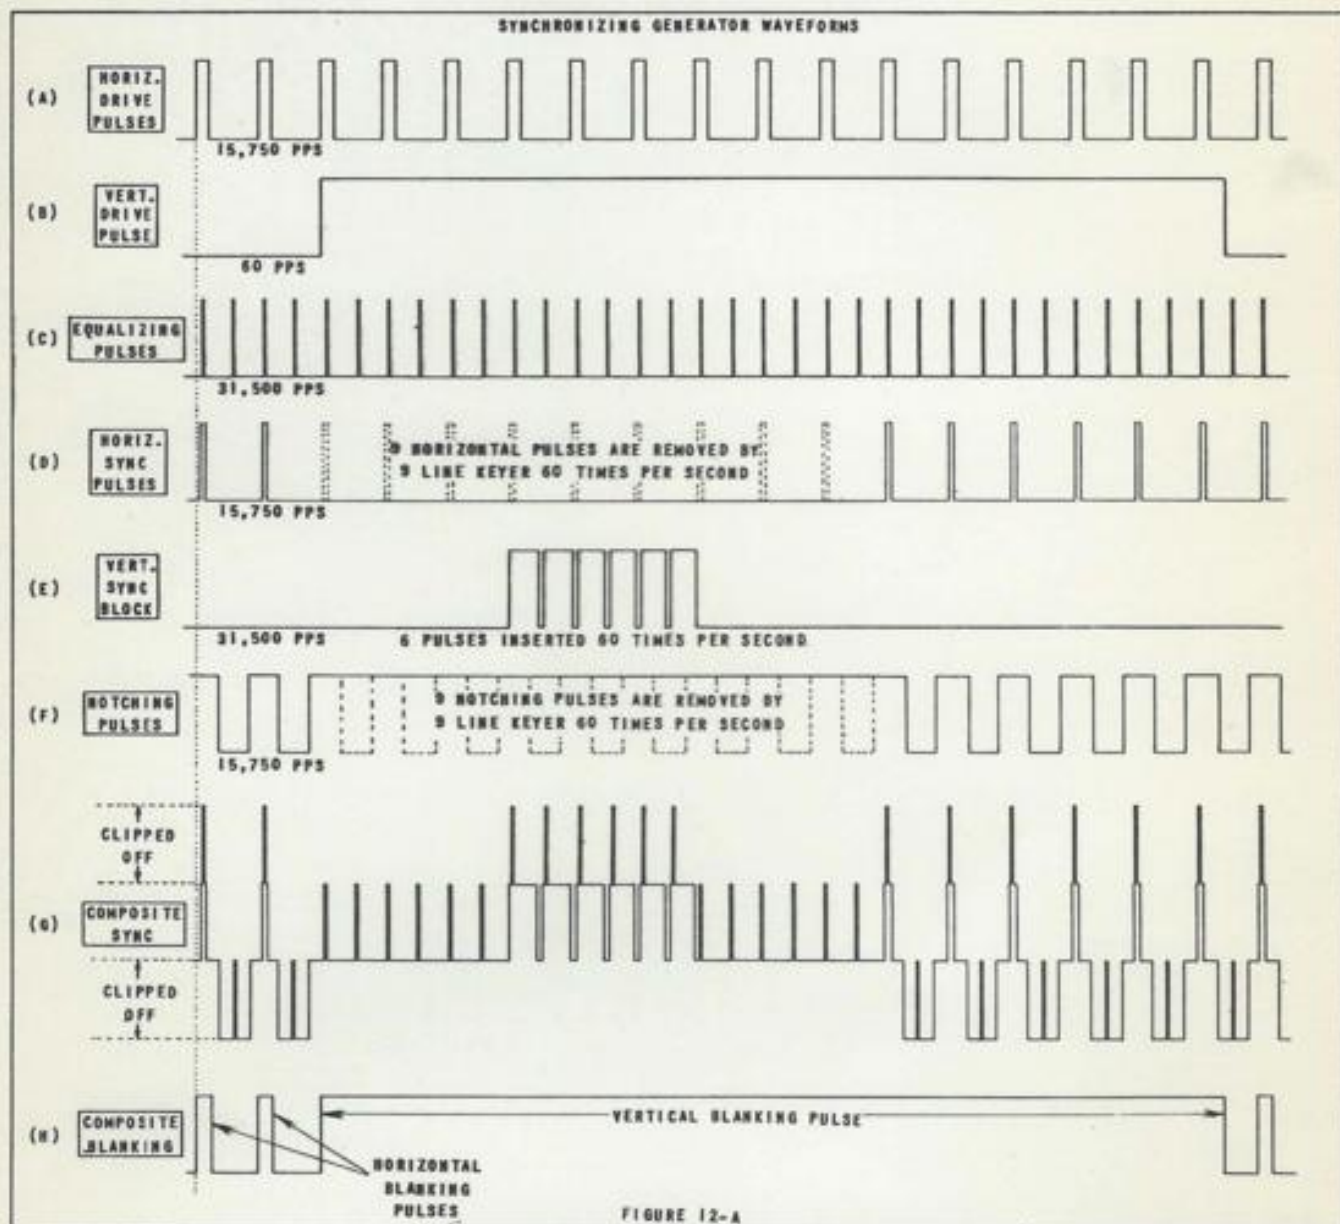 SYNCHRONIZING GENERATOR WAVEFORMS
(A)
HORIZ.
DRIVE
PULSES
15,750 PPS
(B)
VERT.
DRIVE
PULSE
60 PPS
(C)
EQUALIZING
PULSES
31,500 PPS
(D)
HORIZ.
SYNC
PULSES
9 HORIZONTAL PULSES ARE REMOVED BY
9 LINE KEYER 60 TIMES PER SECOND
15,750 PPS
(E)
VERT.
SYNC
BLOCK
31,500 PPS
6 PULSES INSERTED 60 TIMES PER SECOND
(F)
NOTCHING
PULSES
9 NOTCHING PULSES ARE REMOVED BY
9 LINE KEYER 60 TIMES PER SECOND
15,750 PPS
CLIPPED
OFF
(G)
COMPOSITE
SYNC
CLIPPED
OFF
(H)
COMPOSITE
BLANKING
VERTICAL BLANKING PULSE
HORIZONTAL
BLANKING
PULSES
FIGURE 12-A